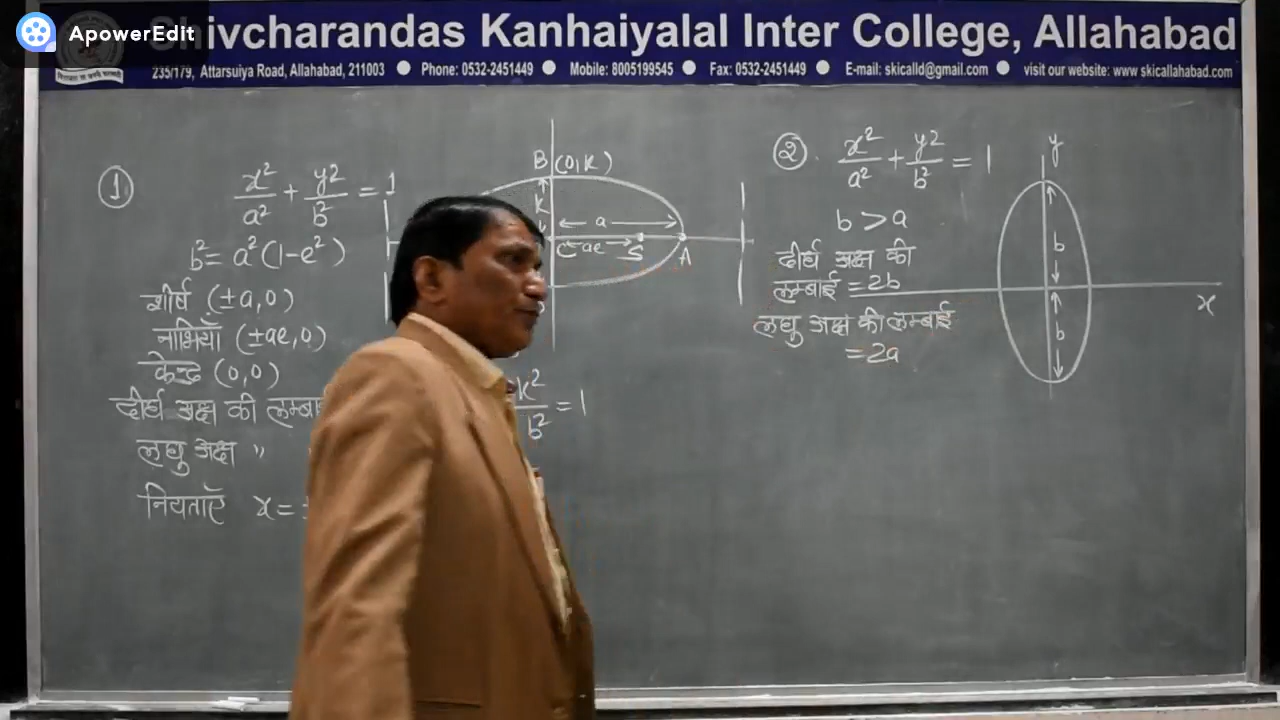 ApowerEdit
Shivcharandas Kanhaiyalal Inter College, Allahabad
235/179, Attarsuiya Road, Allahabad, 211003 ● Phone: 0532-2451449 ● Mobile: 8005199545 ● Fax: 0532-2451449 ● E-mail: skicalld@gmail.com ● visit our website: www.skicallahabad.com
①
x²/a² + y²/b² = 1
b² = a²(1-e²)
शीर्ष (±a,0)
नाभियाँ (±ae,0)
केन्द्र (0,0)
दीर्घ अक्ष की लम्बा
लघु अक्ष "
नियताएँ x = ±
B (0,k)
k
a
C ae S A
k²/b² = 1
②
x²/a² + y²/b² = 1
b > a
दीर्घ अक्ष की
लम्बाई = 2b
लघु अक्ष की लम्बाई
= 2a
y
b
x
b